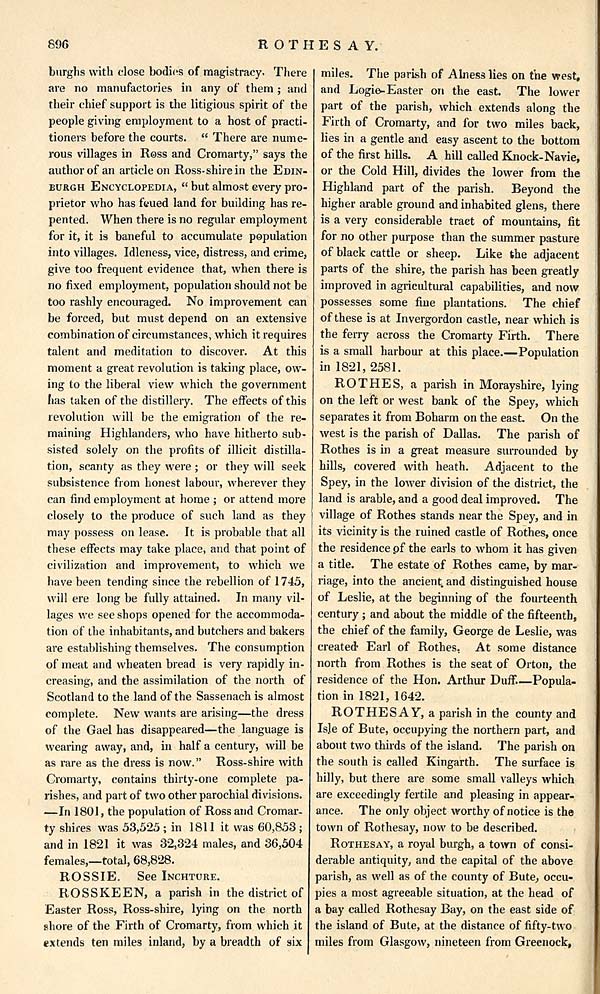 896
ROTHESAY.
burghs with close bodies of magistracy. There
are no manufactories in any of them; and
their chief support is the litigious spirit of the
people giving employment to a host of practi-
tioners before the courts. “ There are nume-
rous villages in Ross and Cromarty,” says the
author of an article on Ross-shire in the EDIN-
BURGH ENCYCLOPEDIA, “ but almost every pro-
prietor who has feued land for building has re-
pented. When there is no regular employment
for it, it is baneful to accumulate population
into villages. Idleness, vice, distress, and crime,
give too frequent evidence that, when there is
no fixed employment, population should not be
too rashly encouraged. No improvement can
be forced, but must depend on an extensive
combination of circumstances, which it requires
talent and meditation to discover. At this
moment a great revolution is taking place, ow-
ing to the liberal view which the government
has taken of the distillery. The effects of this
revolution will be the emigration of the re-
maining Highlanders, who have hitherto sub-
sisted solely on the profits of illicit distilla-
tion, scanty as they were; or they will seek
subsistence from honest labour, wherever they
can find employment at home; or attend more
closely to the produce of such land as they
may possess on lease. It is probable that all
these effects may take place, and that point of
civilization and improvement, to which we
have been tending since the rebellion of 1745,
will ere long be fully attained. In many vil-
lages we see shops opened for the accommoda-
tion of the inhabitants, and butchers and bakers
are establishing themselves. The consumption
of meat and wheaten bread is very rapidly in-
creasing, and the assimilation of the north of
Scotland to the land of the Sassenach is almost
complete. New wants are arising—the dress
of the Gael has disappeared—the language is
wearing away, and, in half a century, will be
as rare as the dress is now.” Ross-shire with
Cromarty, contains thirty-one complete pa-
rishes, and part of two other parochial divisions.
—In 1801, the population of Ross and Cromar-
ty shires was 53,525; in 1811 it was 60,853;
and in 1821 it was 32,324 males, and 36,504
females,—total, 68,828.
ROSSIE. See INCHTURE.
ROSSKEEN, a parish in the district of
Easter Ross, Ross-shire, lying on the north
shore of the Firth of Cromarty, from which it
extends ten miles inland, by a breadth of six
miles. The parish of Alness lies on the west,
and Logie-Easter on the east. The lower
part of the parish, which extends along the
Firth of Cromarty, and for two miles back,
lies in a gentle and easy ascent to the bottom
of the first hills. A hill called Knock-Navie,
or the Cold Hill, divides the lower from the
Highland part of the parish. Beyond the
higher arable ground and inhabited glens, there
is a very considerable tract of mountains, fit
for no other purpose than the summer pasture
of black cattle or sheep. Like the adjacent
parts of the shire, the parish has been greatly
improved in agricultural capabilities, and now
possesses some fine plantations. The chief
of these is at Invergordon castle, near which is
the ferry across the Cromarty Firth. There
is a small harbour at this place.—Population
in 1821, 2581.
ROTHES, a parish in Morayshire, lying
on the left or west bank of the Spey, which
separates it from Boharm on the east. On the
west is the parish of Dallas. The parish of
Rothes is in a great measure surrounded by
hills, covered with heath. Adjacent to the
Spey, in the lower division of the district, the
land is arable, and a good deal improved. The
village of Rothes stands near the Spey, and in
its vicinity is the ruined castle of Rothes, once
the residence of the earls to whom it has given
a title. The estate of Rothes came, by mar-
riage, into the ancient and distinguished house
of Leslie, at the beginning of the fourteenth
century; and about the middle of the fifteenth,
the chief of the family, George de Leslie, was
created Earl of Rothes. At some distance
north from Rothes is the seat of Orton, the
residence of the Hon. Arthur Duff.—Popula-
tion in 1821, 1642.
ROTHESAY, a parish in the county and
Isle of Bute, occupying the northern part, and
about two thirds of the island. The parish on
the south is called Kingarth. The surface is
hilly, but there are some small valleys which
are exceedingly fertile and pleasing in appear-
ance. The only object worthy of notice is the
town of Rothesay, now to be described.
ROTHESAY, a royal burgh, a town of consi-
derable antiquity, and the capital of the above
parish, as well as of the county of Bute, occu-
pies a most agreeable situation, at the head of
a bay called Rothesay Bay, on the east side of
the island of Bute, at the distance of fifty-two
miles from Glasgow, nineteen from Greenock,